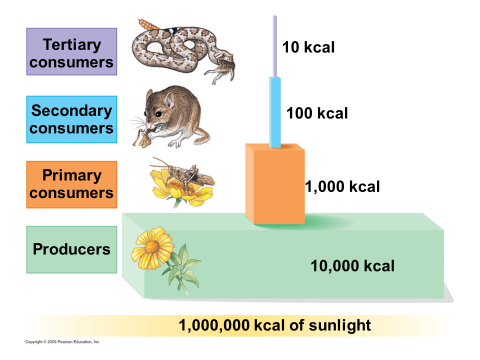 Tertiary
consumers
10 kcal
Secondary
consumers
100 kcal
Primary
consumers
1,000 kcal
Producers
10,000 kcal
1,000,000 kcal of sunlight
Copyright © 2009 Pearson Education, Inc.